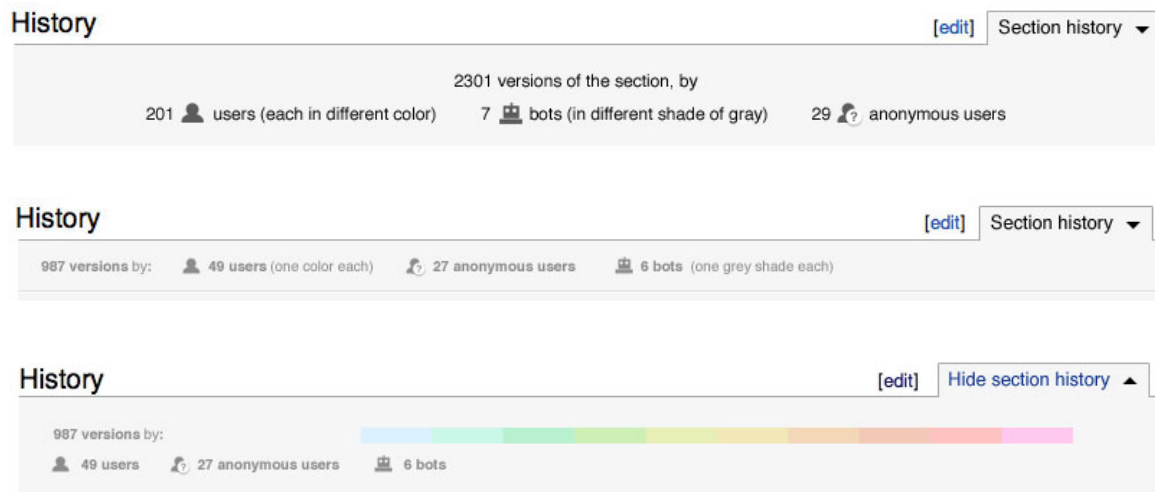 History [edit] Section history
2301 versions of the section, by
201 users (each in different color) 7 bots (in different shade of gray) 29 ? anonymous users
History [edit] Section history
987 versions by: 49 users (one color each) ? 27 anonymous users 6 bots (one grey shade each)
History [edit] Hide section history
987 versions by:
49 users ? 27 anonymous users 6 bots